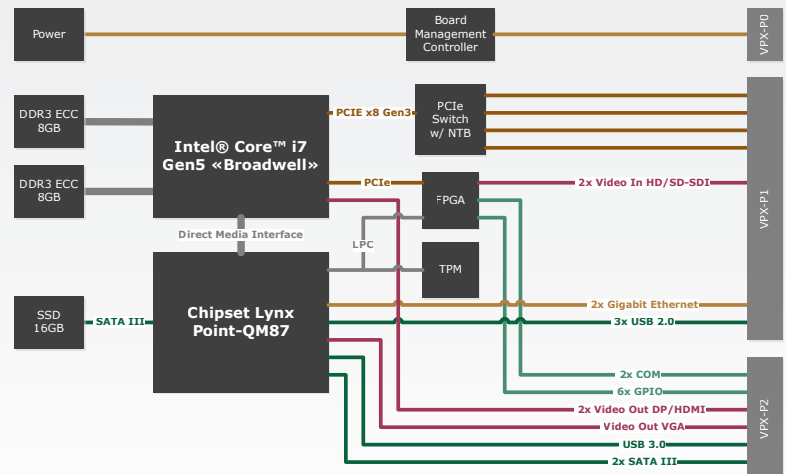 Power
Board
Management
Controller
VPX-P0
DDR3 ECC
8GB
Intel® Core™ i7
Gen5 «Broadwell»
PCIE x8 Gen3
PCIe
Switch
w/ NTB
DDR3 ECC
8GB
PCIe
FPGA
2x Video In HD/SD-SDI
VPX-P1
Direct Media Interface
LPC
TPM
SSD
16GB
SATA III
Chipset Lynx
Point-QM87
2x Gigabit Ethernet
3x USB 2.0
2x COM
6x GPIO
2x Video Out DP/HDMI
Video Out VGA
USB 3.0
2x SATA III
VPX-P2